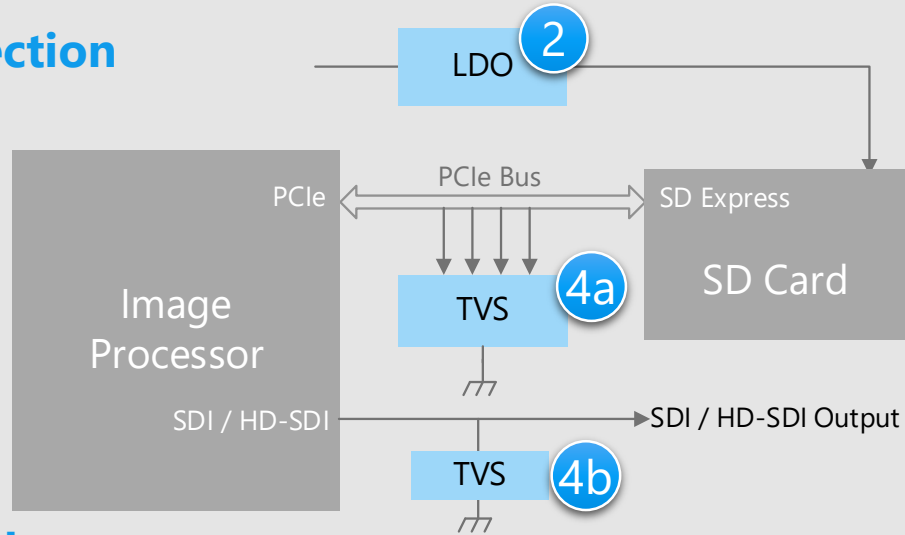 LDO
2
PCIe Bus
PCIe
SD Express
SD Card
TVS
4a
Image
Processor
SDI / HD-SDI
SDI / HD-SDI Output
TVS
4b